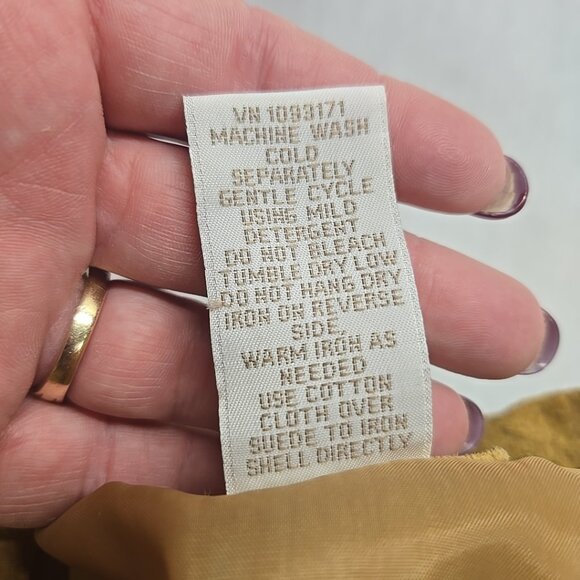 VN 1093171
MACHINE WASH
COLD
SEPARATELY
GENTLE CYCLE
USING MILD
DETERGENT
DO NOT BLEACH
TUMBLE DRY LOW
DO NOT HANG DRY
IRON ON REVERSE
SIDE.
WARM IRON AS
NEEDED
USE COTTON
CLOTH OVER
SUEDE TO IRON
SHELL DIRECTLY